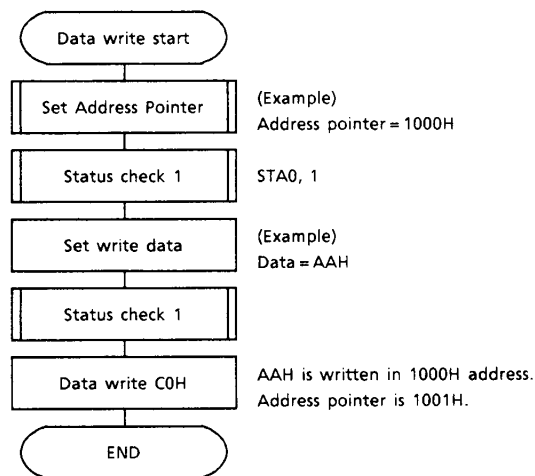 Data write start
Set Address Pointer
(Example)
Address pointer = 1000H
Status check 1
STA0, 1
Set write data
(Example)
Data = AAH
Status check 1
Data write C0H
AAH is written in 1000H address.
Address pointer is 1001H.
END